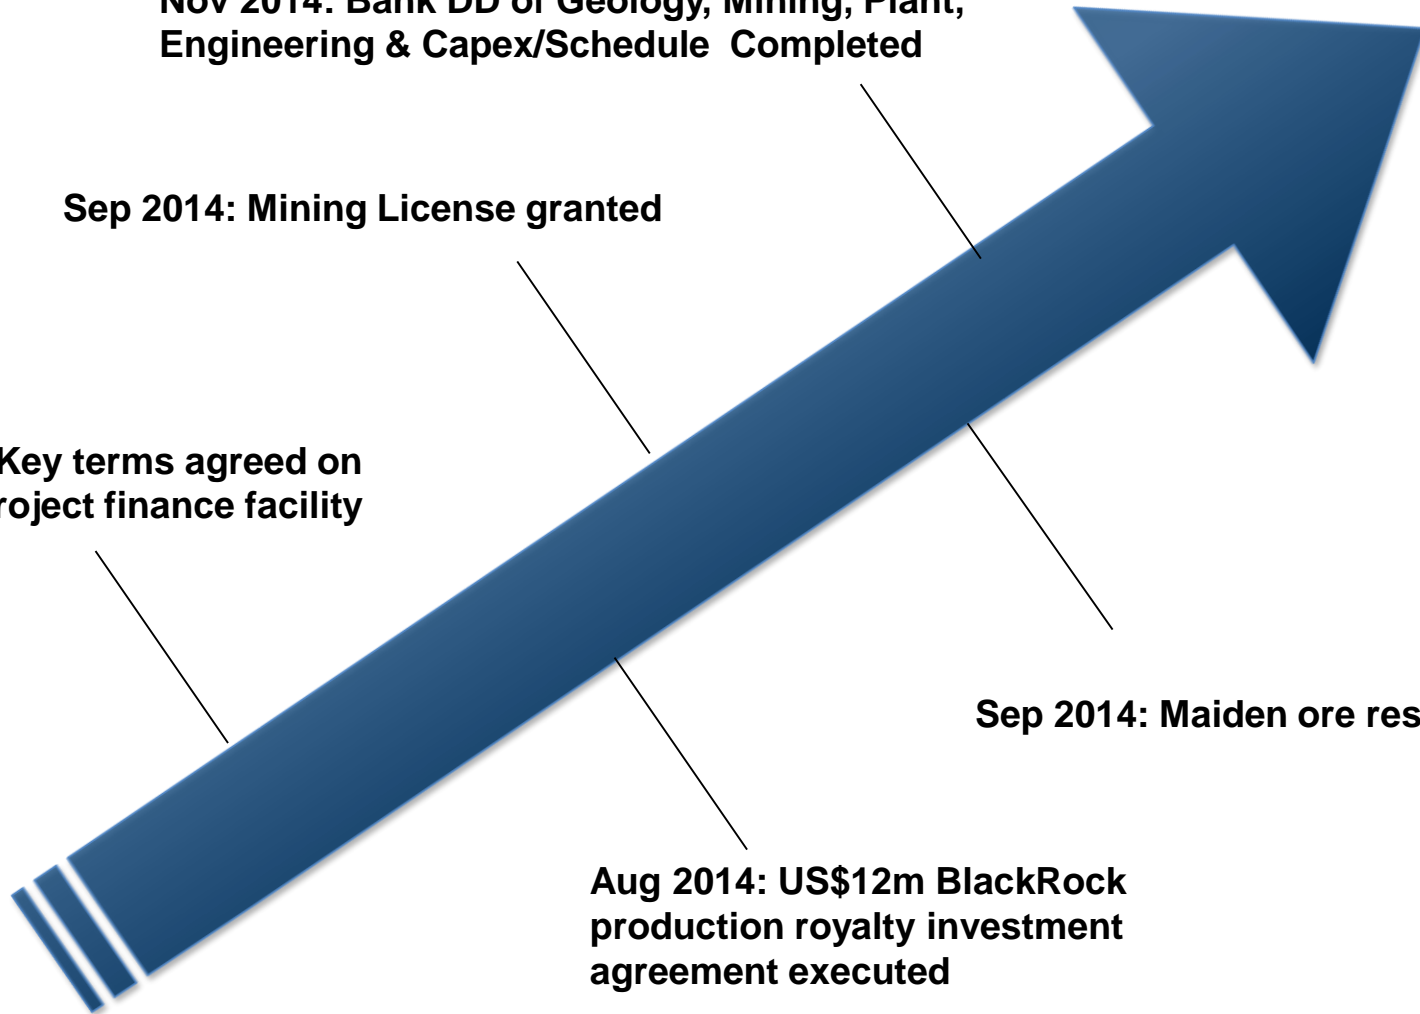 Nov 2014: Bank DD of Geology, Mining, Plant,
Engineering & Capex/Schedule Completed
Sep 2014: Mining License granted
Key terms agreed on
roject finance facility
Sep 2014: Maiden ore res
Aug 2014: US$12m BlackRock
production royalty investment
agreement executed